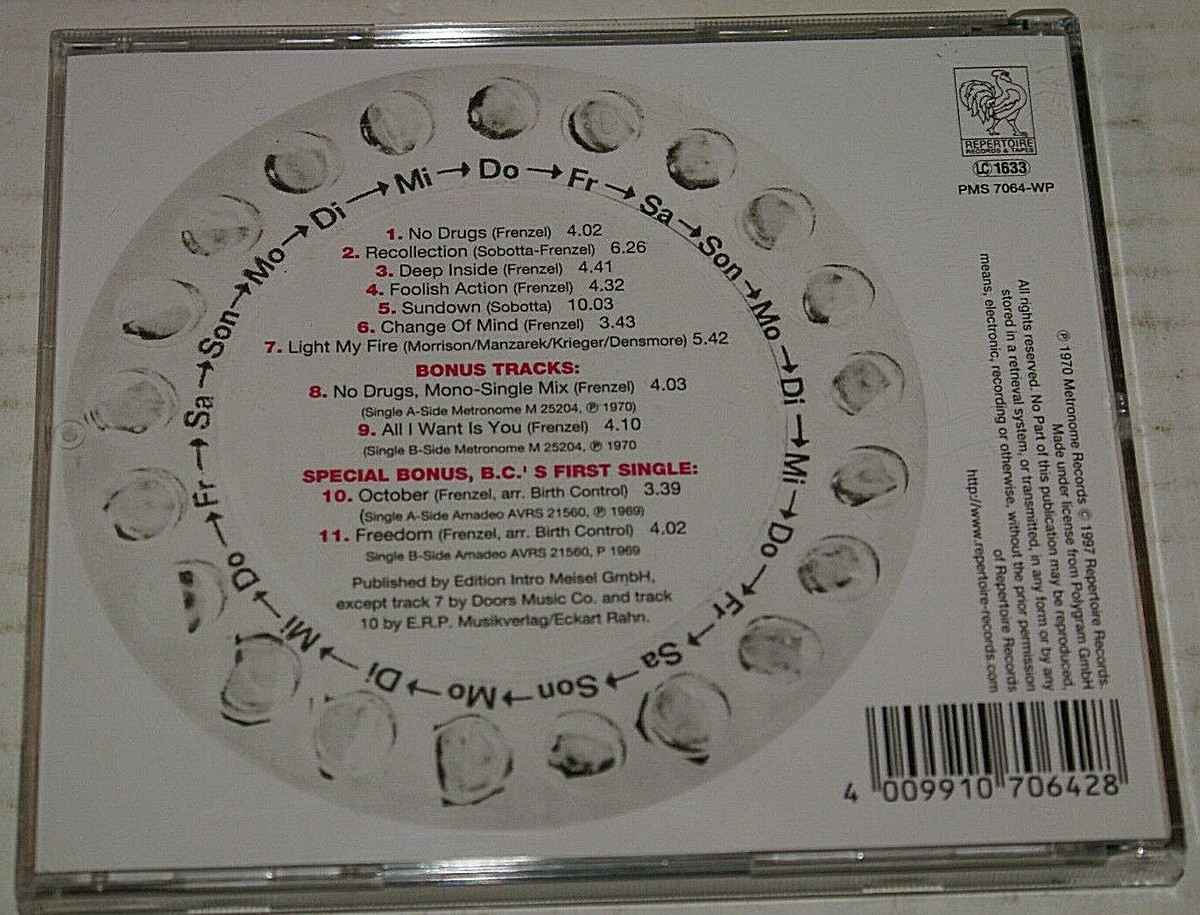 Mo → Di → Mi → Do → Fr → Sa → Son → Mo → Di → Mi → Do → Fr → Sa → Son → Mo → Di → Mi → Do → Fr → Sa → Son →
1. No Drugs (Frenzel) 4.02
2. Recollection (Sobotta-Frenzel) 6.26
3. Deep Inside (Frenzel) 4.41
4. Foolish Action (Frenzel) 4.32
5. Sundown (Sobotta) 10.03
6. Change Of Mind (Frenzel) 3.43
7. Light My Fire (Morrison/Manzarek/Krieger/Densmore) 5.42
BONUS TRACKS:
8. No Drugs, Mono-Single Mix (Frenzel) 4.03
(Single A-Side Metronome M 25204, ℗ 1970)
9. All I Want Is You (Frenzel) 4.10
(Single B-Side Metronome M 25204, ℗ 1970
SPECIAL BONUS, B.C.' S FIRST SINGLE:
10. October (Frenzel, arr. Birth Control) 3.39
(Single A-Side Amadeo AVRS 21560, ℗ 1969)
11. Freedom (Frenzel, arr. Birth Control) 4.02
Single B-Side Amadeo AVRS 21560, P 1969
Published by Edition Intro Meisel GmbH,
except track 7 by Doors Music Co. and track
10 by E.R.P. Musikverlag/Eckart Rahn.
REPERTOIRE
RECORDS & TAPES
LC 1633
PMS 7064-WP
℗ 1970 Metronome Records © 1997 Repertoire Records.
Made under license from Polygram GmbH
All rights reserved. No Part of this publication may be reproduced,
stored in a retrieval system, or transmitted, in any form or by any
means, electronic, recording or otherwise, without the prior permission
of Repertoire Records
http://www.repertoire-records.com
4 009910 706428